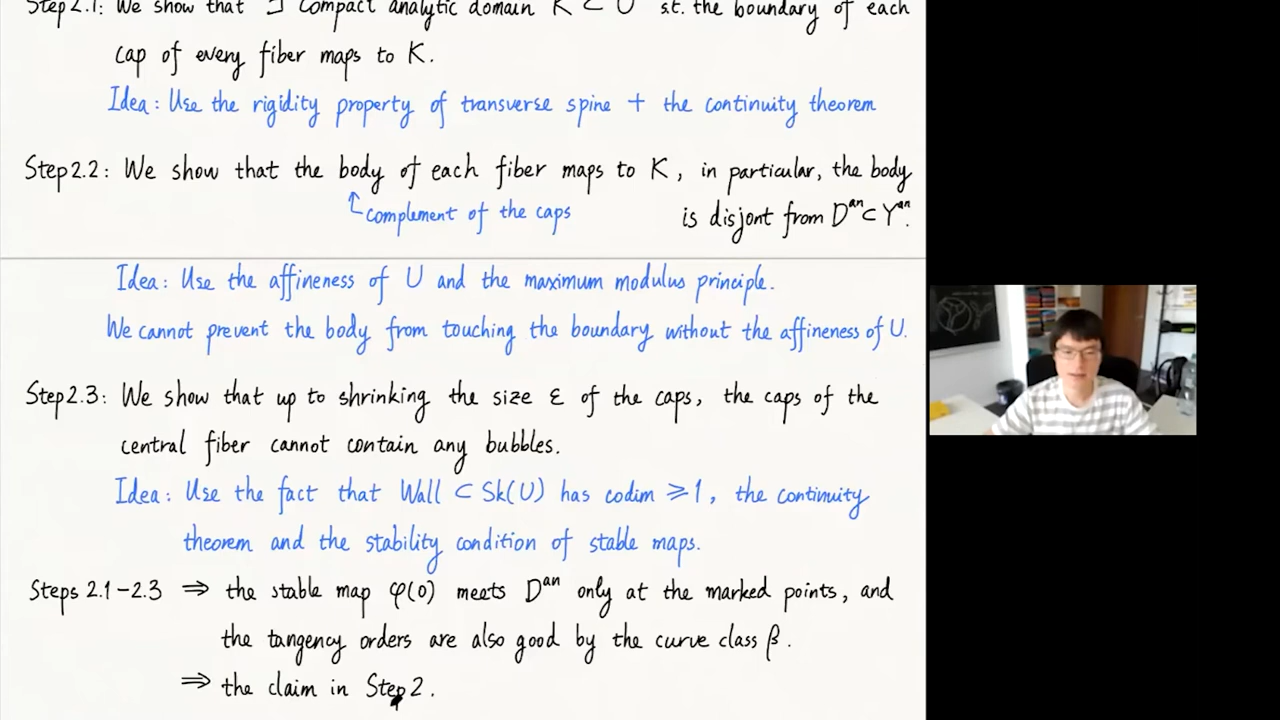 Step 2.1: We show that ∃ compact analytic domain K ⊂ U s.t. the boundary of each
cap of every fiber maps to K.
Idea: Use the rigidity property of transverse spine + the continuity theorem
Step 2.2: We show that the body of each fiber maps to K, in particular, the body
complement of the caps is disjont from D^an ⊂ Y^an.
Idea: Use the affineness of U and the maximum modulus principle.
We cannot prevent the body from touching the boundary without the affineness of U.
Step 2.3: We show that up to shrinking the size ε of the caps, the caps of the
central fiber cannot contain any bubbles.
Idea: Use the fact that Wall ⊂ Sk(U) has codim ⩾1, the continuity
theorem and the stability condition of stable maps.
Steps 2.1-2.3 ⇒ the stable map φ(0) meets D^an only at the marked points, and
the tangency orders are also good by the curve class β.
⇒ the claim in Step 2.